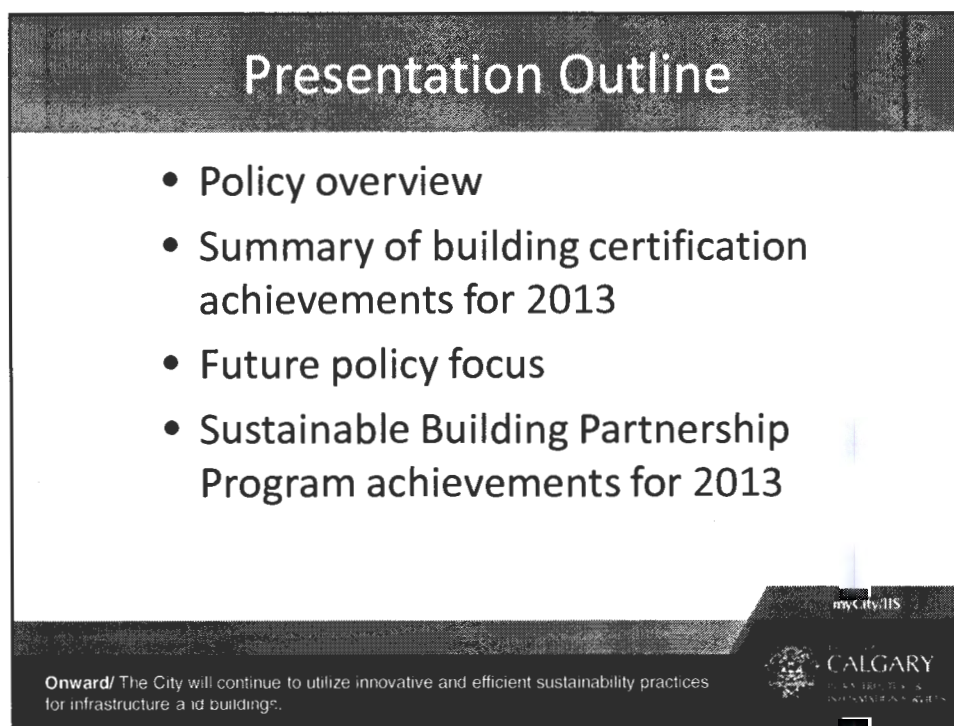 Presentation Outline
• Policy overview
• Summary of building certification
achievements for 2013
• Future policy focus
• Sustainable Building Partnership
Program achievements for 2013
myCity/IIS
CALGARY
Onward/ The City will continue to utilize innovative and efficient sustainability practices
for infrastructure a id buildings.